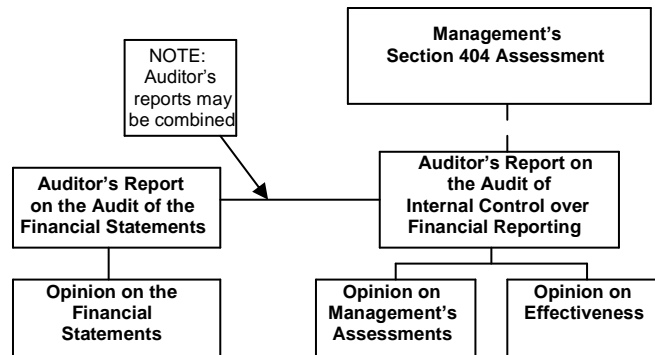 Management's
Section 404 Assessment
NOTE:
Auditor's
reports may
be combined
Auditor's Report
on the Audit of the
Financial Statements
Auditor's Report on
the Audit of
Internal Control over
Financial Reporting
Opinion on the
Financial
Statements
Opinion on
Management's
Assessments
Opinion on
Effectiveness